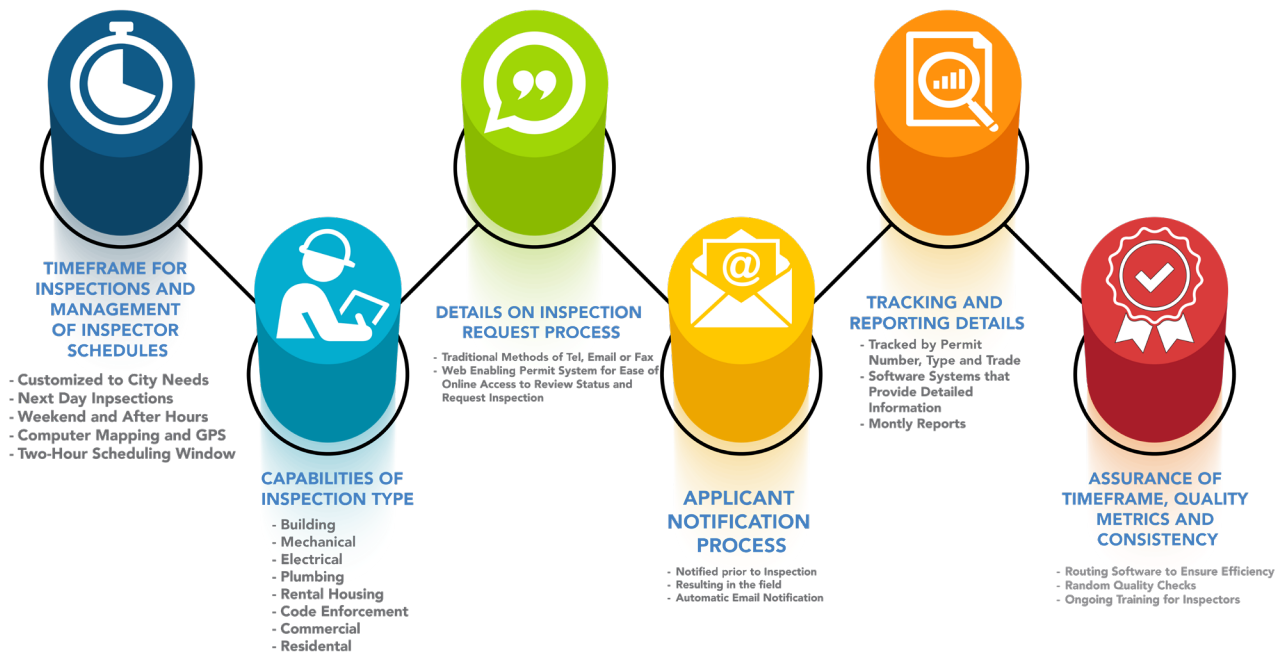 TIMEFRAME FOR
INSPECTIONS AND
MANAGEMENT
OF INSPECTOR
SCHEDULES
- Customized to City Needs
- Next Day Inpsections
- Weekend and After Hours
- Computer Mapping and GPS
- Two-Hour Scheduling Window
CAPABILITIES OF
INSPECTION TYPE
- Building
- Mechanical
- Electrical
- Plumbing
- Rental Housing
- Code Enforcement
- Commercial
- Residental
DETAILS ON INSPECTION
REQUEST PROCESS
- Traditional Methods of Tel, Email or Fax
- Web Enabling Permit System for Ease of
Online Access to Review Status and
Request Inspection
@
APPLICANT
NOTIFICATION
PROCESS
- Notified prior to Inspection
- Resulting in the field
- Automatic Email Notification
TRACKING AND
REPORTING DETAILS
- Tracked by Permit
Number, Type and Trade
- Software Systems that
Provide Detailed
Information
- Montly Reports
ASSURANCE OF
TIMEFRAME, QUALITY
METRICS AND
CONSISTENCY
- Routing Software to Ensure Efficiency
- Random Quality Checks
- Ongoing Training for Inspectors